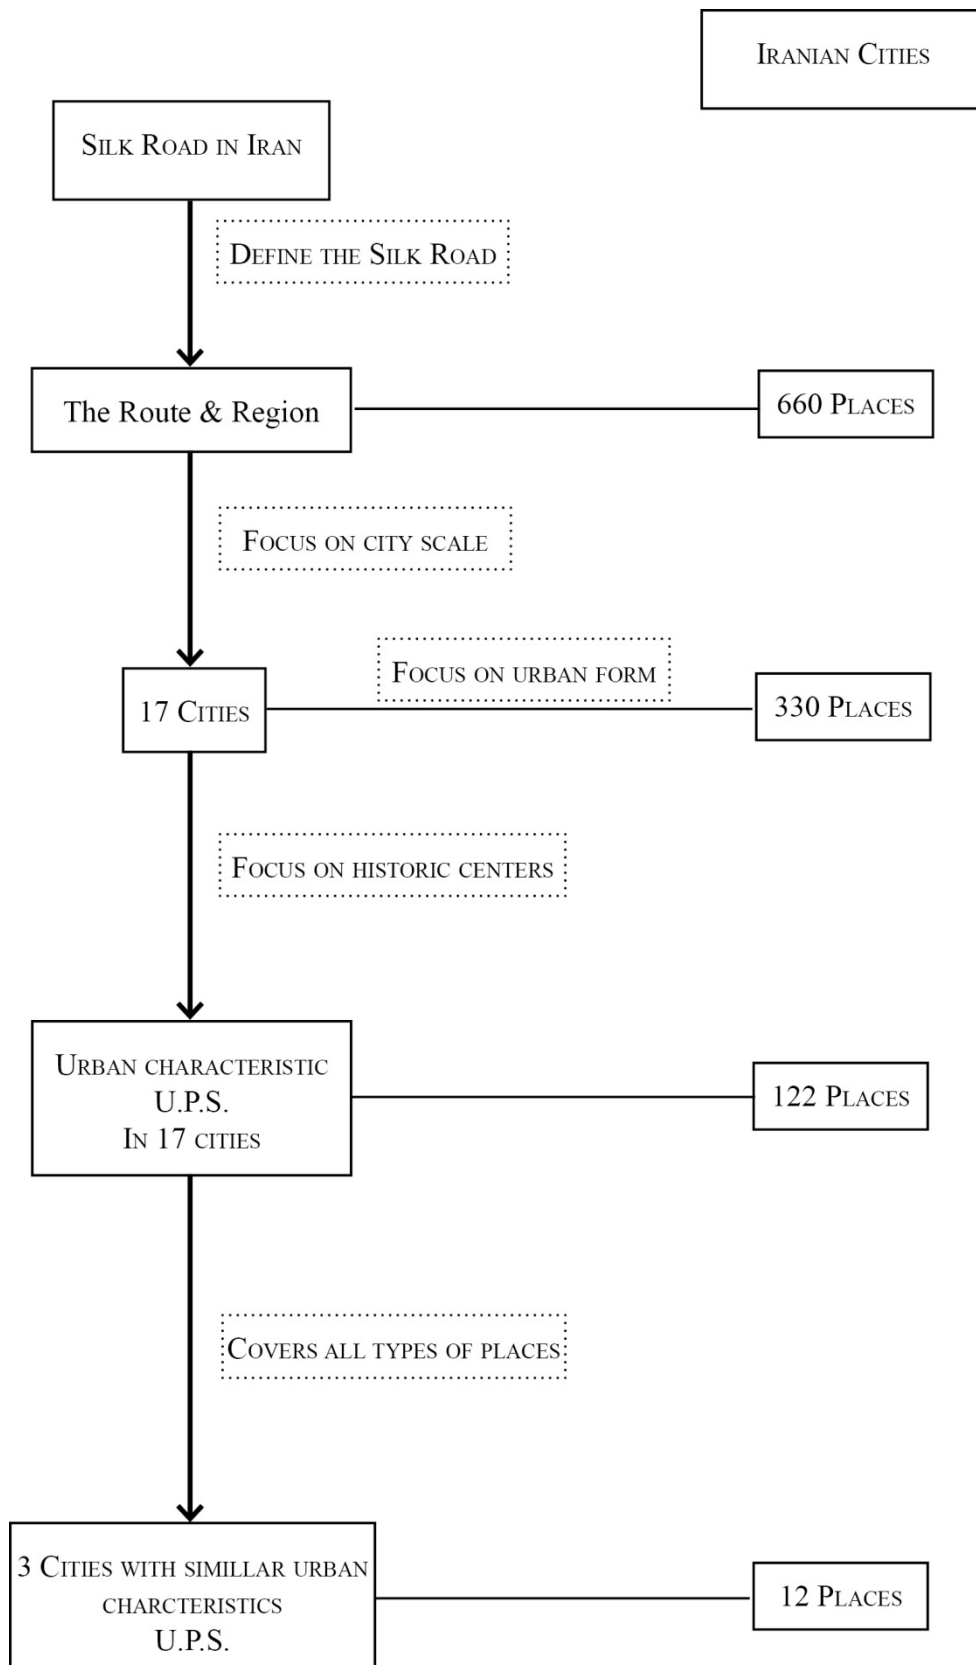 Iranian Cities
Silk Road in Iran
Define the Silk Road
The Route & Region
660 Places
Focus on city scale
Focus on urban form
17 Cities
330 Places
Focus on historic centers
Urban characteristic
U.P.S.
In 17 cities
122 Places
Covers all types of places
3 Cities with simillar urban
charcteristics
U.P.S.
12 Places